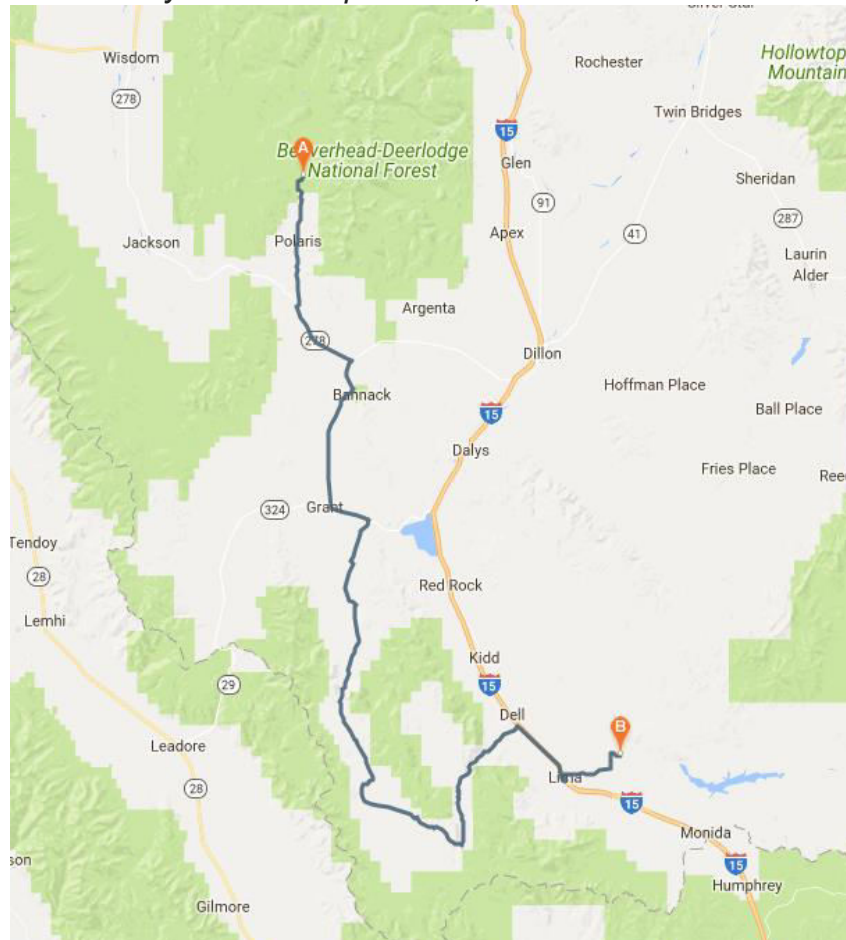 Wisdom
278
Rochester
Hollowtop
Mountain
Twin Bridges
15
Glen
A
Beaverhead-Deerlodge
National Forest
Sheridan
91
287
41
Jackson
Polaris
Apex
Laurin
Alder
Argenta
278
Dillon
Bannack
Hoffman Place
15
Ball Place
Dalys
Fries Place
Ree
324
Grant
Tendoy
28
Red Rock
Lemhi
Kidd
29
15
Dell
B
Leadore
Lima
28
15
Monida
15
son
Humphrey
Gilmore